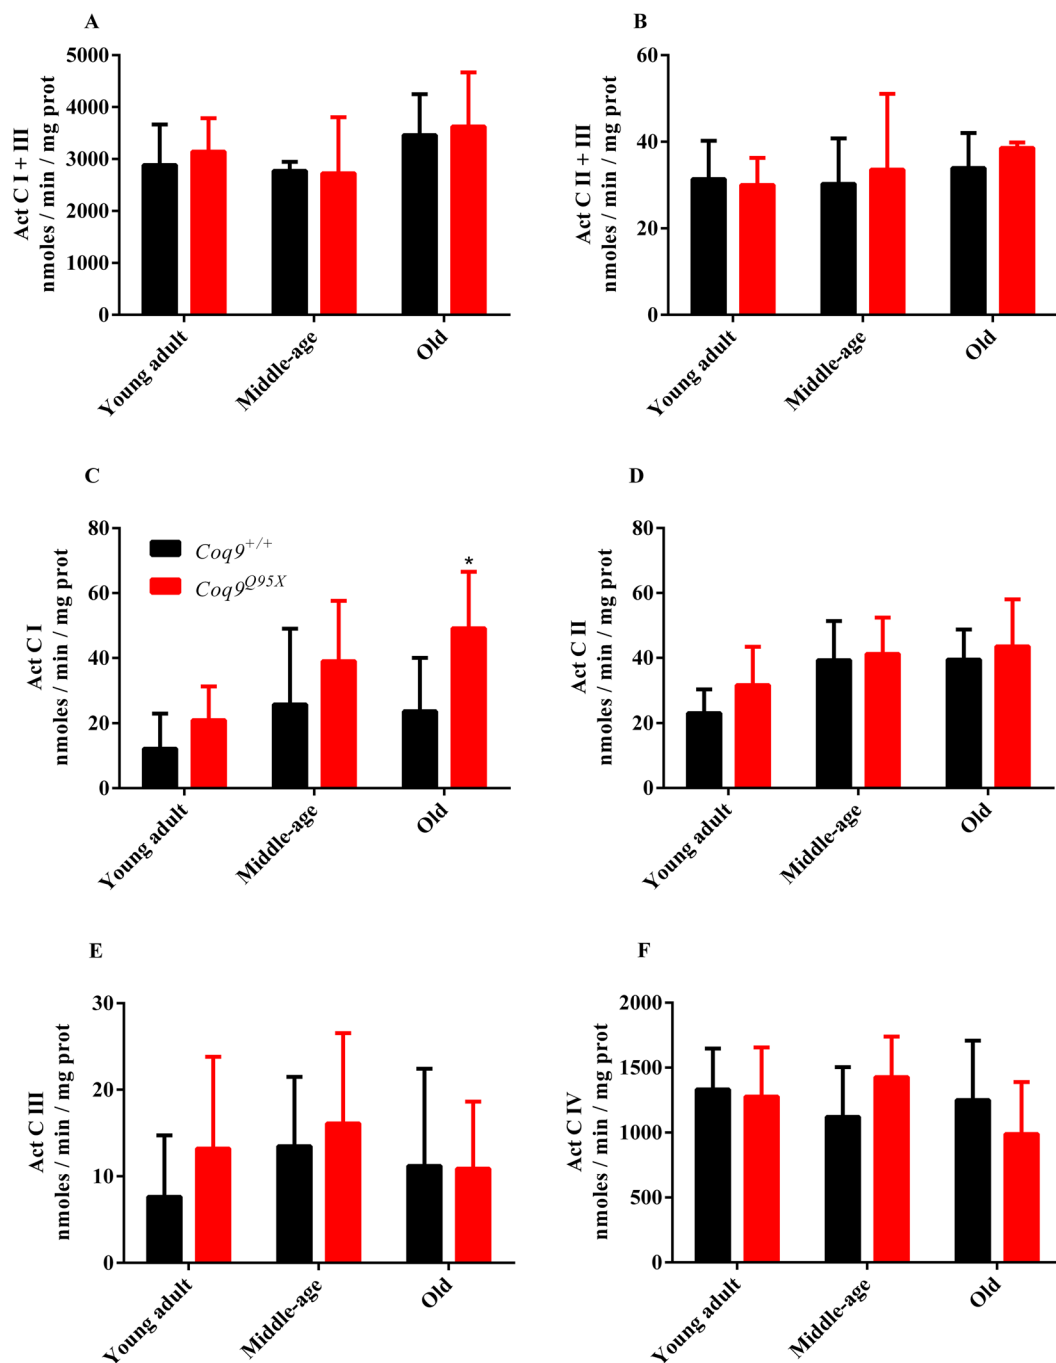 A
Act C I + III
nmoles / min / mg prot
5000
4000
3000
2000
1000
0
Young adult
Middle-age
Old
B
Act C II + III
nmoles / min / mg prot
60
40
20
0
Young adult
Middle-age
Old
C
Act C I
nmoles / min / mg prot
80
60
40
20
0
Coq9+/+
Coq9Q95X
*
Young adult
Middle-age
Old
D
Act C II
nmoles / min / mg prot
80
60
40
20
0
Young adult
Middle-age
Old
E
Act C III
nmoles / min / mg prot
30
20
10
0
Young adult
Middle-age
Old
F
Act C IV
nmoles / min / mg prot
2000
1500
1000
500
0
Young adult
Middle-age
Old